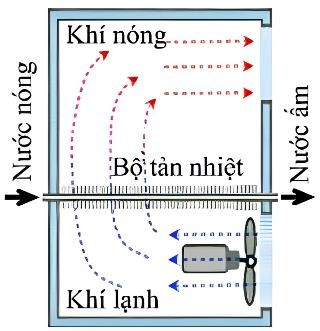 Khí nóng
Nước nóng
Bộ tản nhiệt
Nước ấm
Khí lạnh